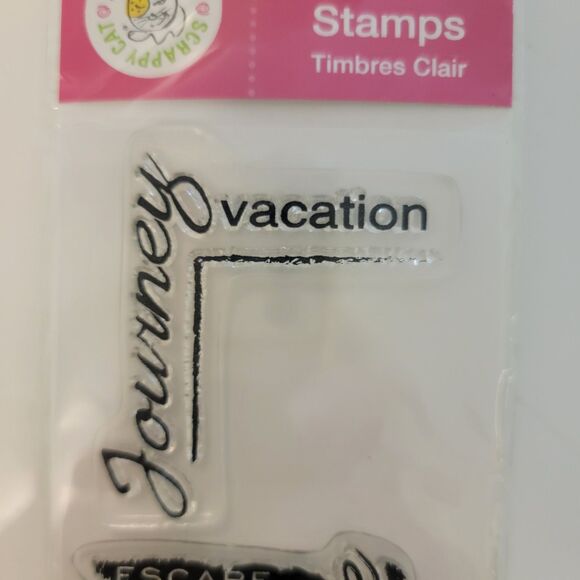 SCRAPPY CAT
Stamps
Timbres Clair
Journey
vacation
ESCAPE